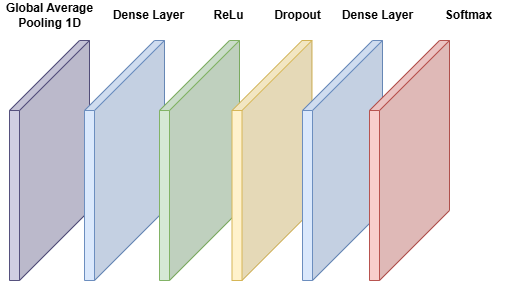 Global Average
Pooling 1D
Dense Layer
ReLu
Dropout
Dense Layer
Softmax